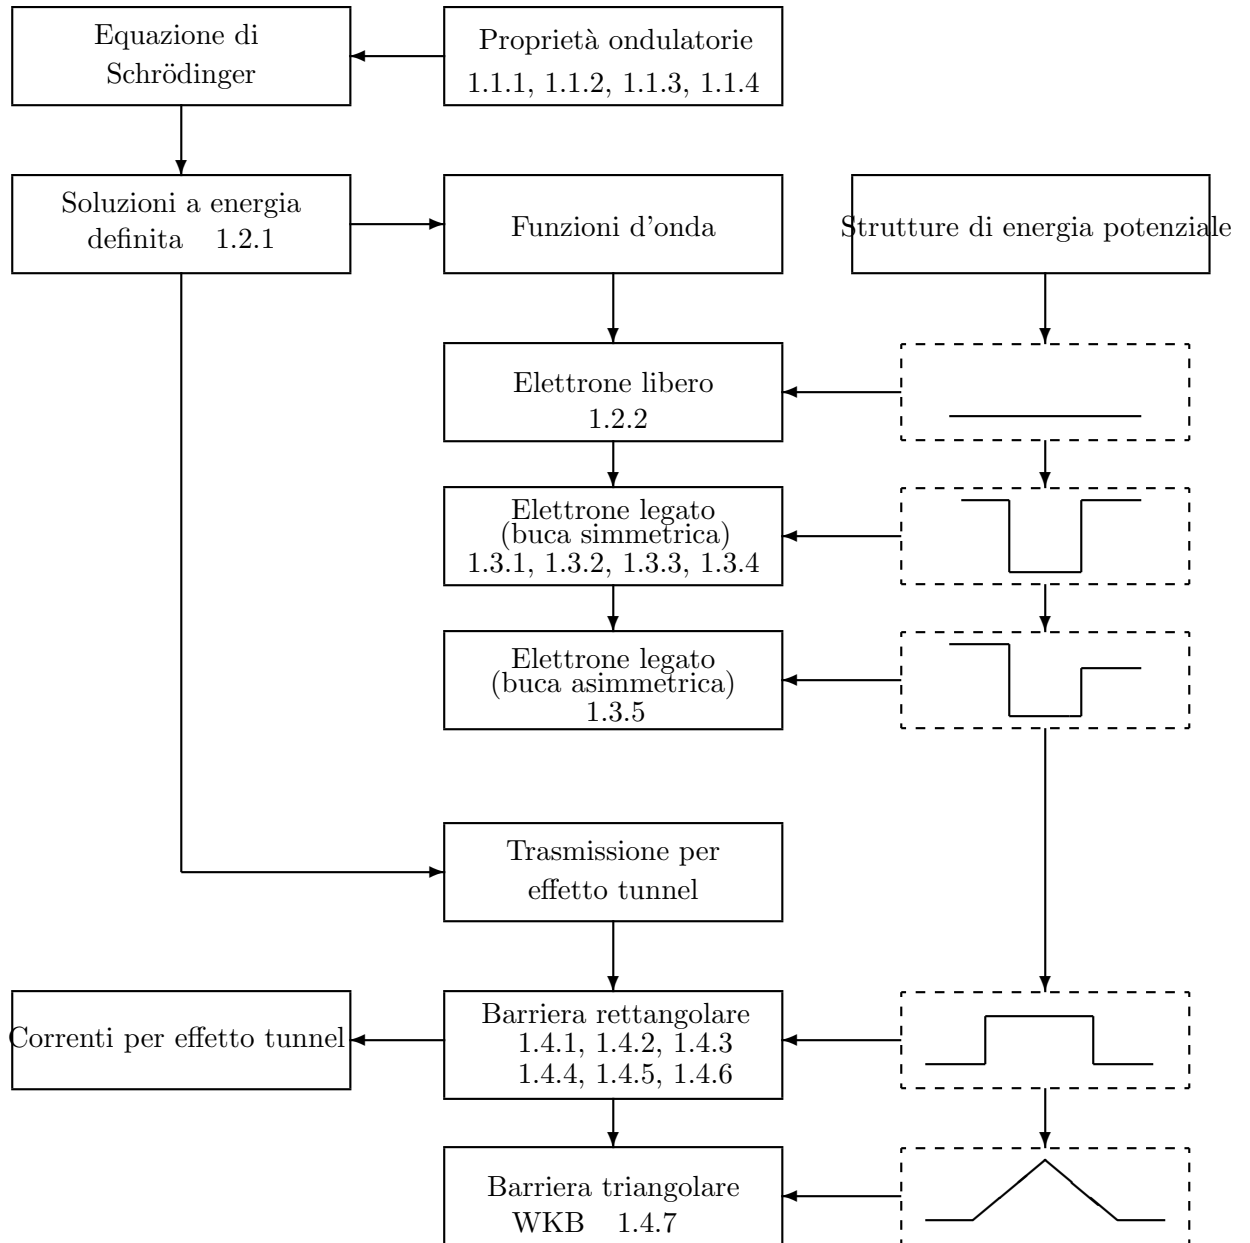 Equazione di
Schrödinger
Proprietà ondulatorie
1.1.1, 1.1.2, 1.1.3, 1.1.4
Soluzioni a energia
definita 1.2.1
Funzioni d'onda
Strutture di energia potenziale
Elettrone libero
1.2.2
Elettrone legato
(buca simmetrica)
1.3.1, 1.3.2, 1.3.3, 1.3.4
Elettrone legato
(buca asimmetrica)
1.3.5
Trasmissione per
effetto tunnel
Correnti per effetto tunnel
Barriera rettangolare
1.4.1, 1.4.2, 1.4.3
1.4.4, 1.4.5, 1.4.6
Barriera triangolare
WKB 1.4.7